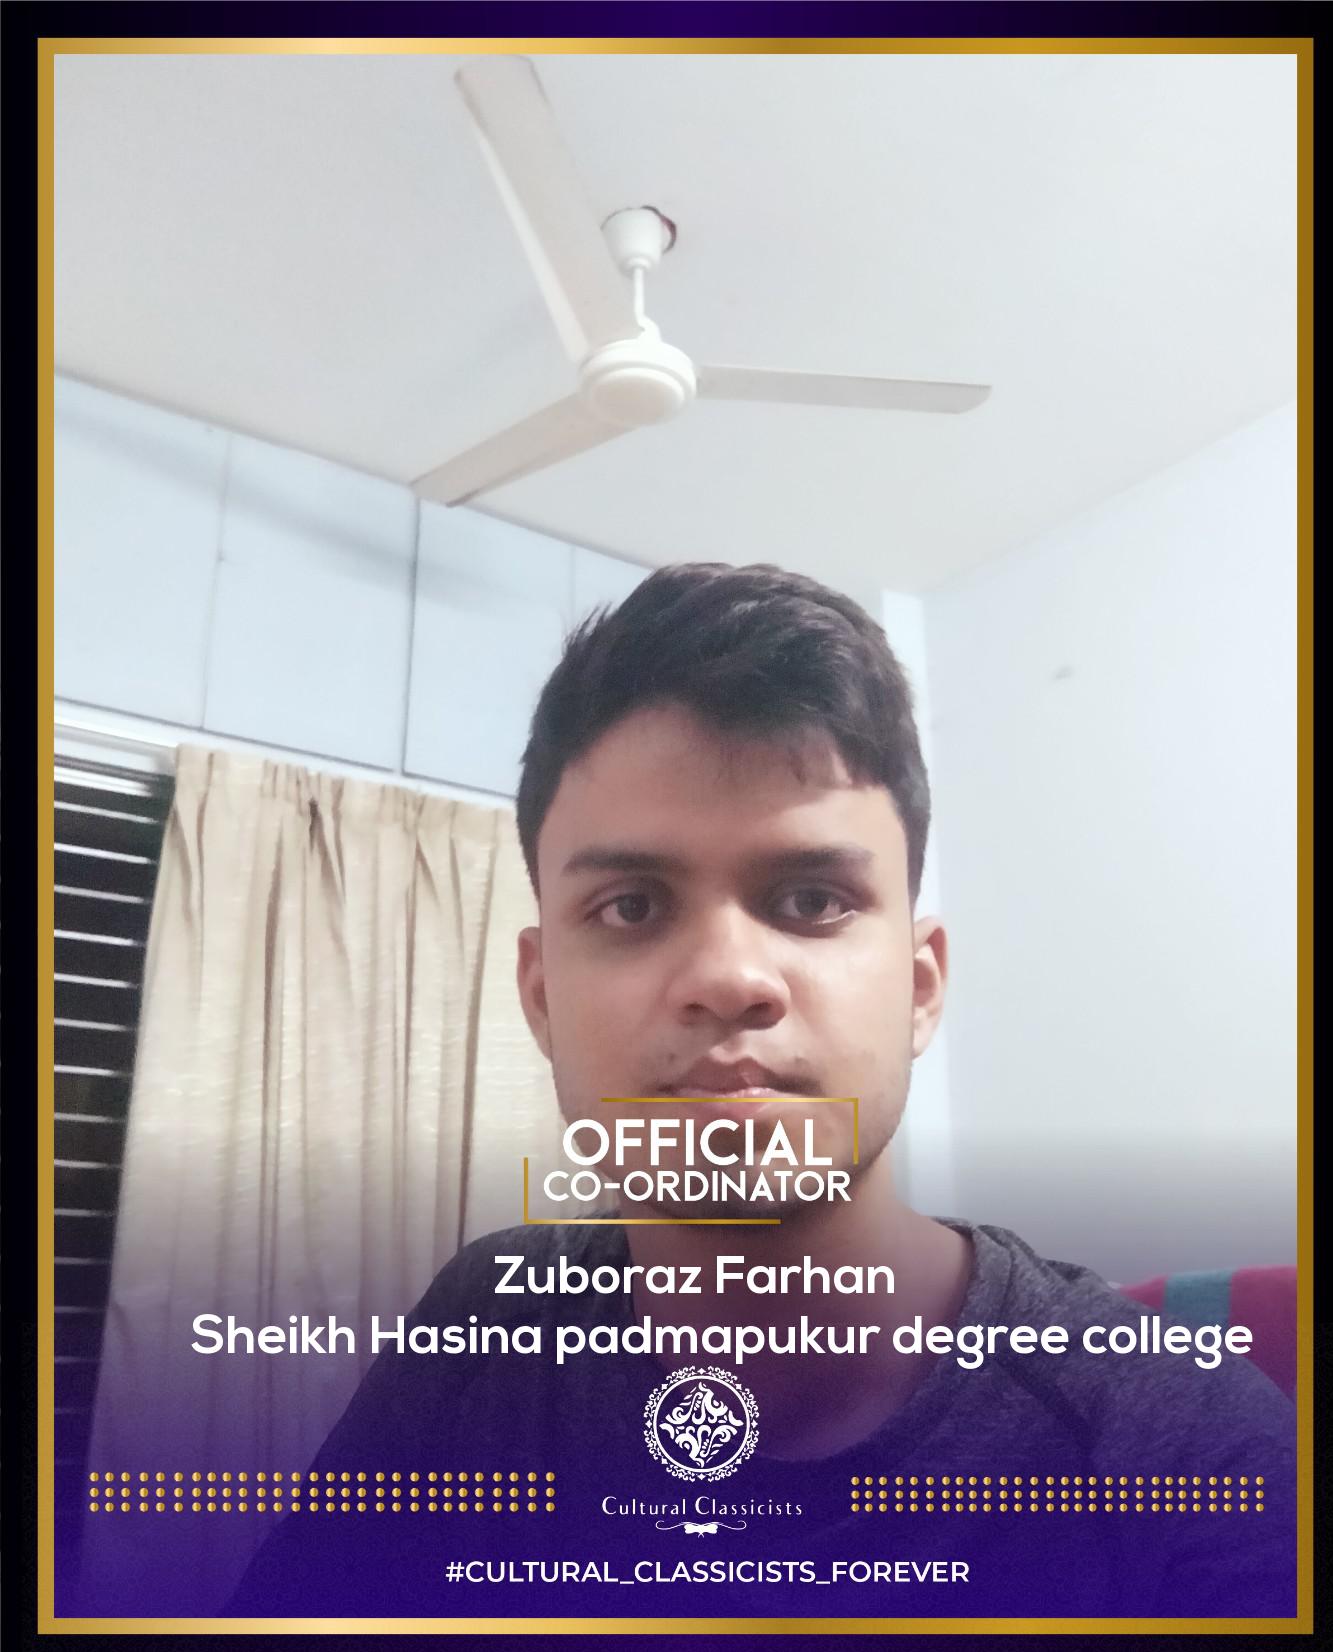 OFFICIAL
CO-ORDINATOR
Zuboraz Farhan
Sheikh Hasina padmapukur degree college
Cultural Classicists
#CULTURAL_CLASSICISTS_FOREVER